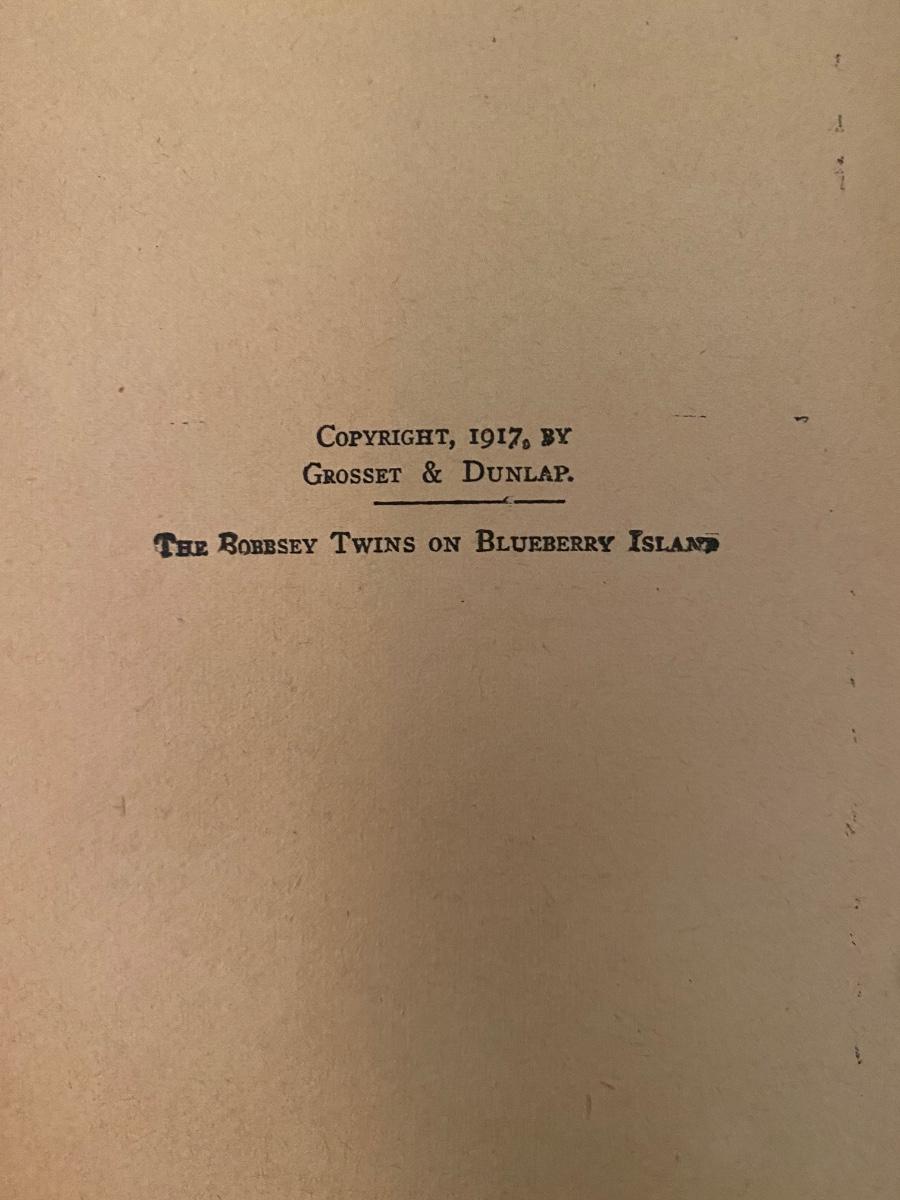 COPYRIGHT, 1917, BY
GROSSET & DUNLAP.
THE BOBBSEY TWINS ON BLUEBERRY ISLAND